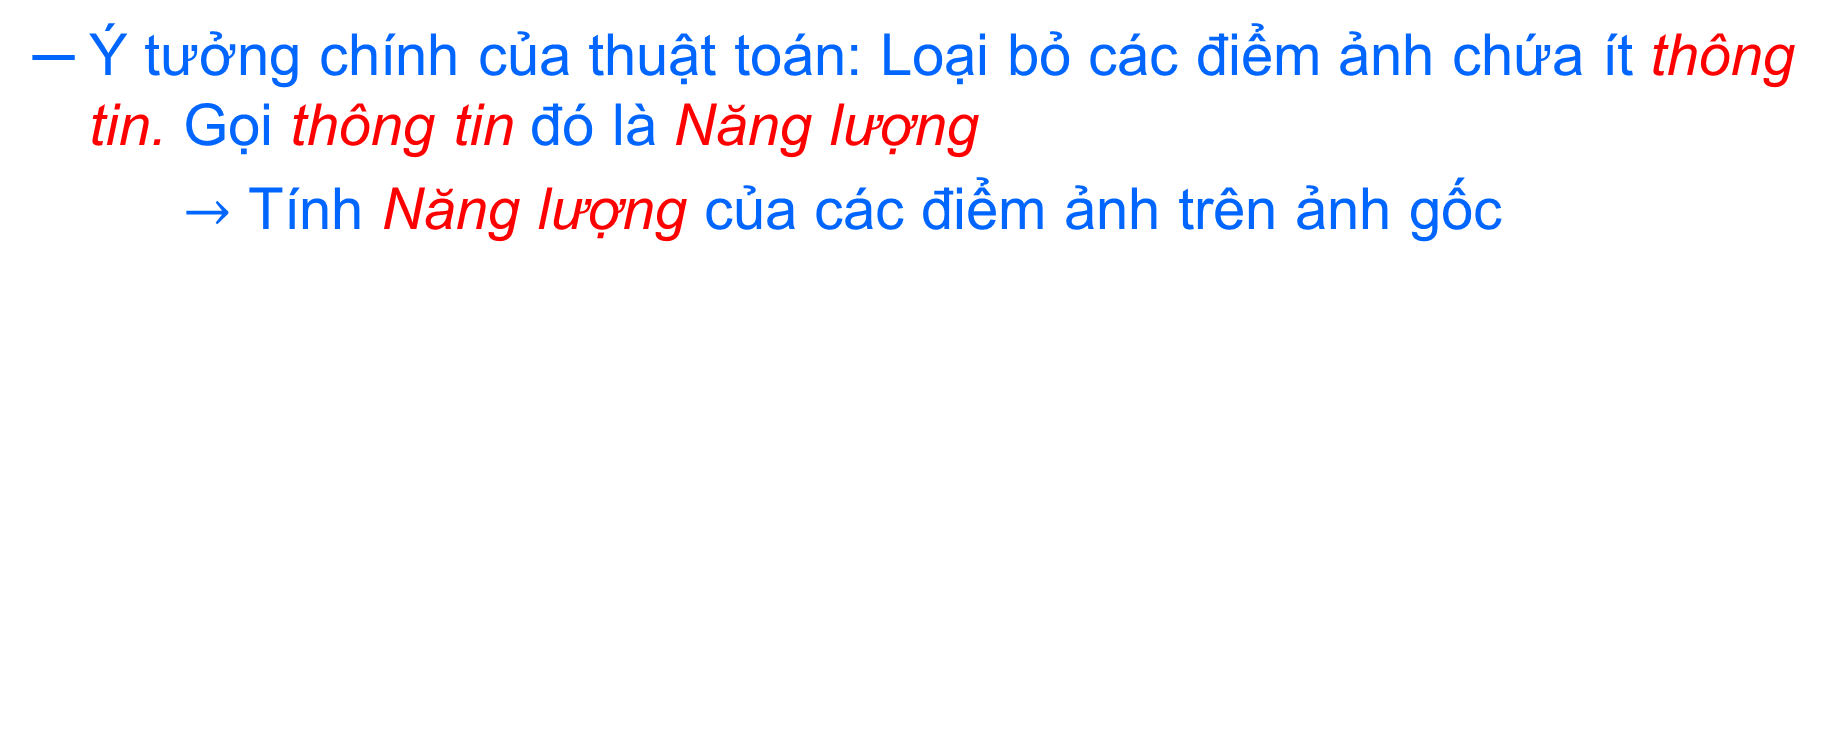 — Ý tưởng chính của thuật toán: Loại bỏ các điểm ảnh chứa ít thông
tin. Gọi thông tin đó là Năng lượng
→ Tính Năng lượng của các điểm ảnh trên ảnh gốc